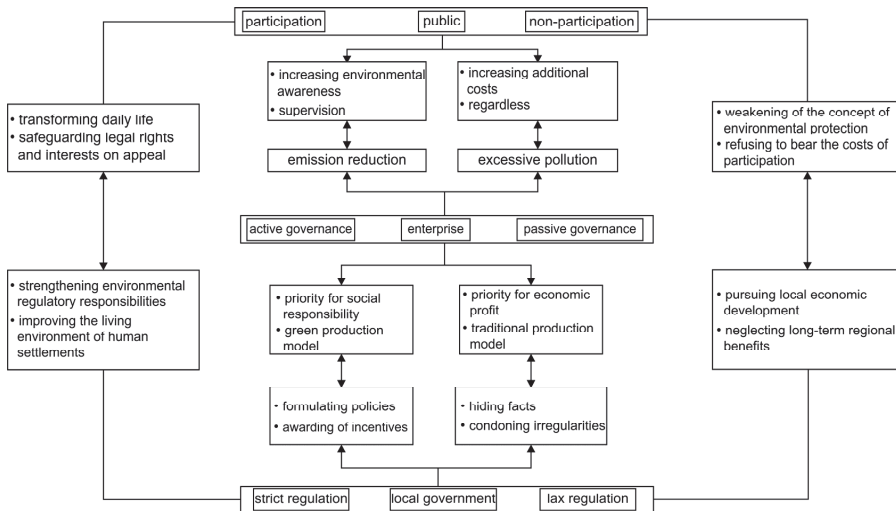 participation
public
non-participation
• increasing environmental
awareness
• supervision
• increasing additional
costs
• regardless
• transforming daily life
• safeguarding legal rights
and interests on appeal
• weakening of the concept of
environmental protection
• refusing to bear the costs of
participation
emission reduction
excessive pollution
active governance
enterprise
passive governance
• strengthening environmental
regulatory responsibilities
• improving the living
environment of human
settlements
• priority for social
responsibility
• green production
model
• priority for economic
profit
• traditional production
model
• pursuing local economic
development
• neglecting long-term regional
benefits
• formulating policies
• awarding of incentives
• hiding facts
• condoning irregularities
strict regulation
local government
lax regulation